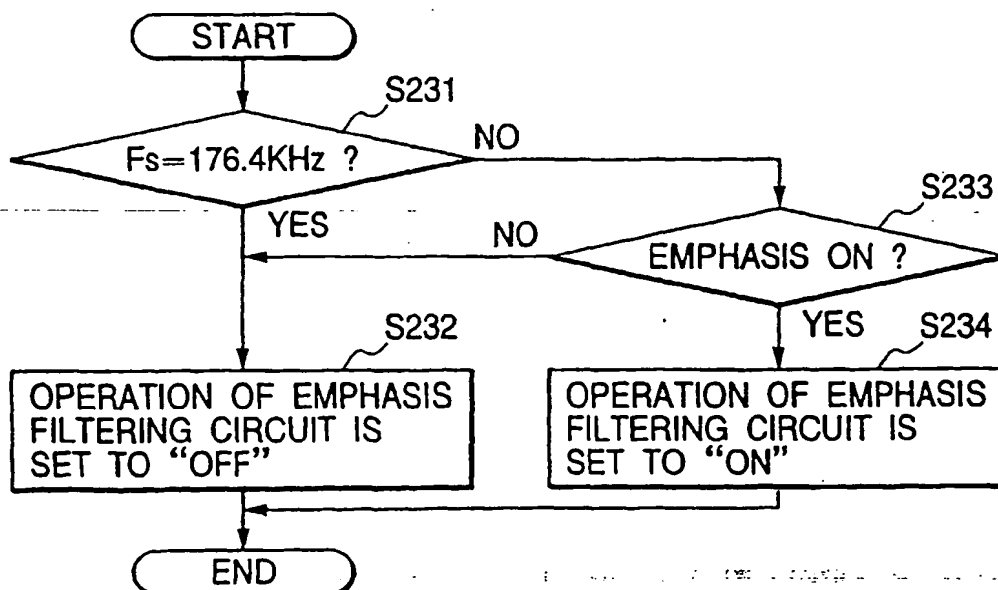 START
S231
Fs=176.4KHz ?
NO
YES
S233
NO
EMPHASIS ON ?
YES
S232
OPERATION OF EMPHASIS
FILTERING CIRCUIT IS
SET TO “OFF”
S234
OPERATION OF EMPHASIS
FILTERING CIRCUIT IS
SET TO “ON”
END